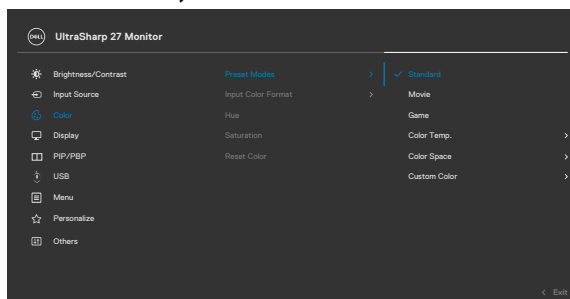 DELL UltraSharp 27 Monitor
Brightness/Contrast Preset Modes > ✓ Standard
Input Source Input Color Format > Movie
Color Hue Game
Display Saturation Color Temp. >
PIP/PBP Reset Color Color Space >
USB Custom Color >
Menu
Personalize
Others
< Exit